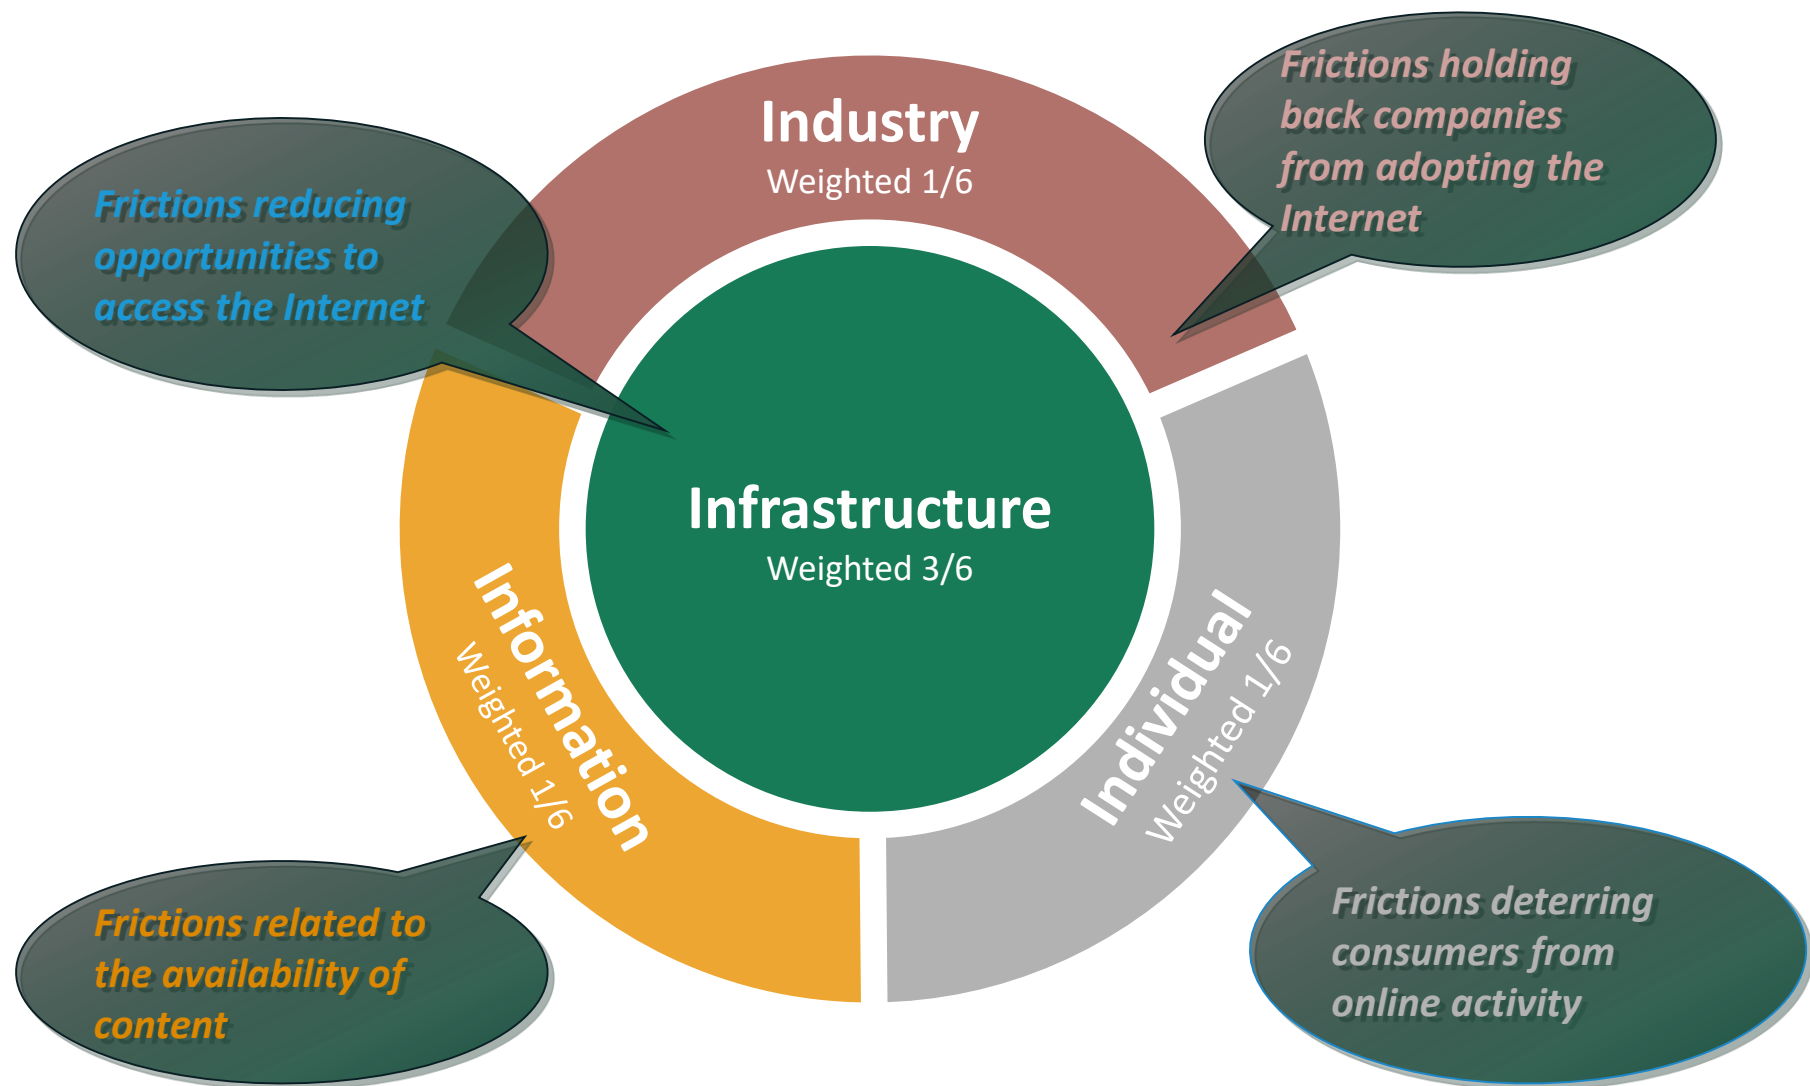 Industry
Weighted 1/6
Frictions holding
back companies
from adopting the
Internet
Frictions reducing
opportunities to
access the Internet
Infrastructure
Weighted 3/6
Information
Weighted 1/6
Individual
Weighted 1/6
Frictions related to
the availability of
content
Frictions deterring
consumers from
online activity